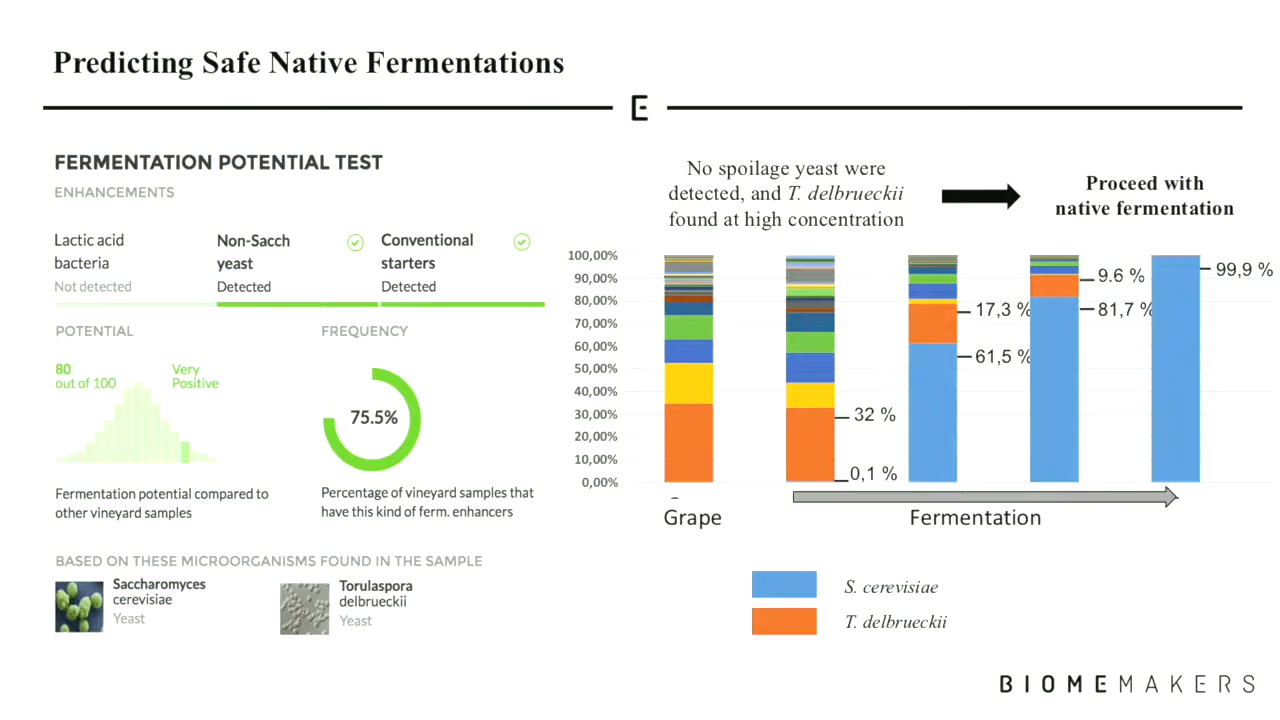 Predicting Safe Native Fermentations
FERMENTATION POTENTIAL TEST
ENHANCEMENTS
Lactic acid
bacteria
Not detected
Non-Sacch
yeast
Detected
Conventional
starters
Detected
POTENTIAL
80
out of 100
Very
Positive
Fermentation potential compared to
other vineyard samples
FREQUENCY
75.5%
Percentage of vineyard samples that
have this kind of ferm. enhancers
BASED ON THESE MICROORGANISMS FOUND IN THE SAMPLE
Saccharomyces
cerevisiae
Yeast
Torulaspora
delbrueckii
Yeast
No spoilage yeast were
detected, and T. delbrueckii
found at high concentration
Proceed with
native fermentation
100,00%
90,00%
80,00%
70,00%
60,00%
50,00%
40,00%
30,00%
20,00%
10,00%
0,00%
32 %
0,1 %
17,3 %
61,5 %
9.6 %
81,7 %
99,9 %
Grape
Fermentation
S. cerevisiae
T. delbrueckii
BIOMEMAKERS